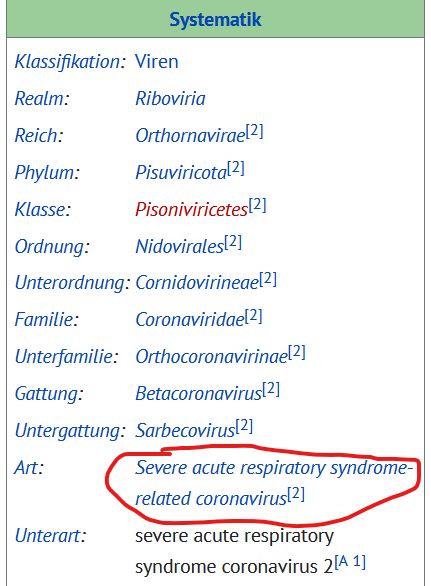 Systematik
Klassifikation: Viren
Realm: Riboviria
Reich: Orthornavirae[2]
Phylum: Pisuviricota[2]
Klasse: Pisoniviricetes[2]
Ordnung: Nidovirales[2]
Unterordnung: Cornidovirineae[2]
Familie: Coronaviridae[2]
Unterfamilie: Orthocoronavirinae[2]
Gattung: Betacoronavirus[2]
Untergattung: Sarbecovirus[2]
Art: Severe acute respiratory syndrome-
related coronavirus[2]
Unterart: severe acute respiratory
syndrome coronavirus 2[A 1]